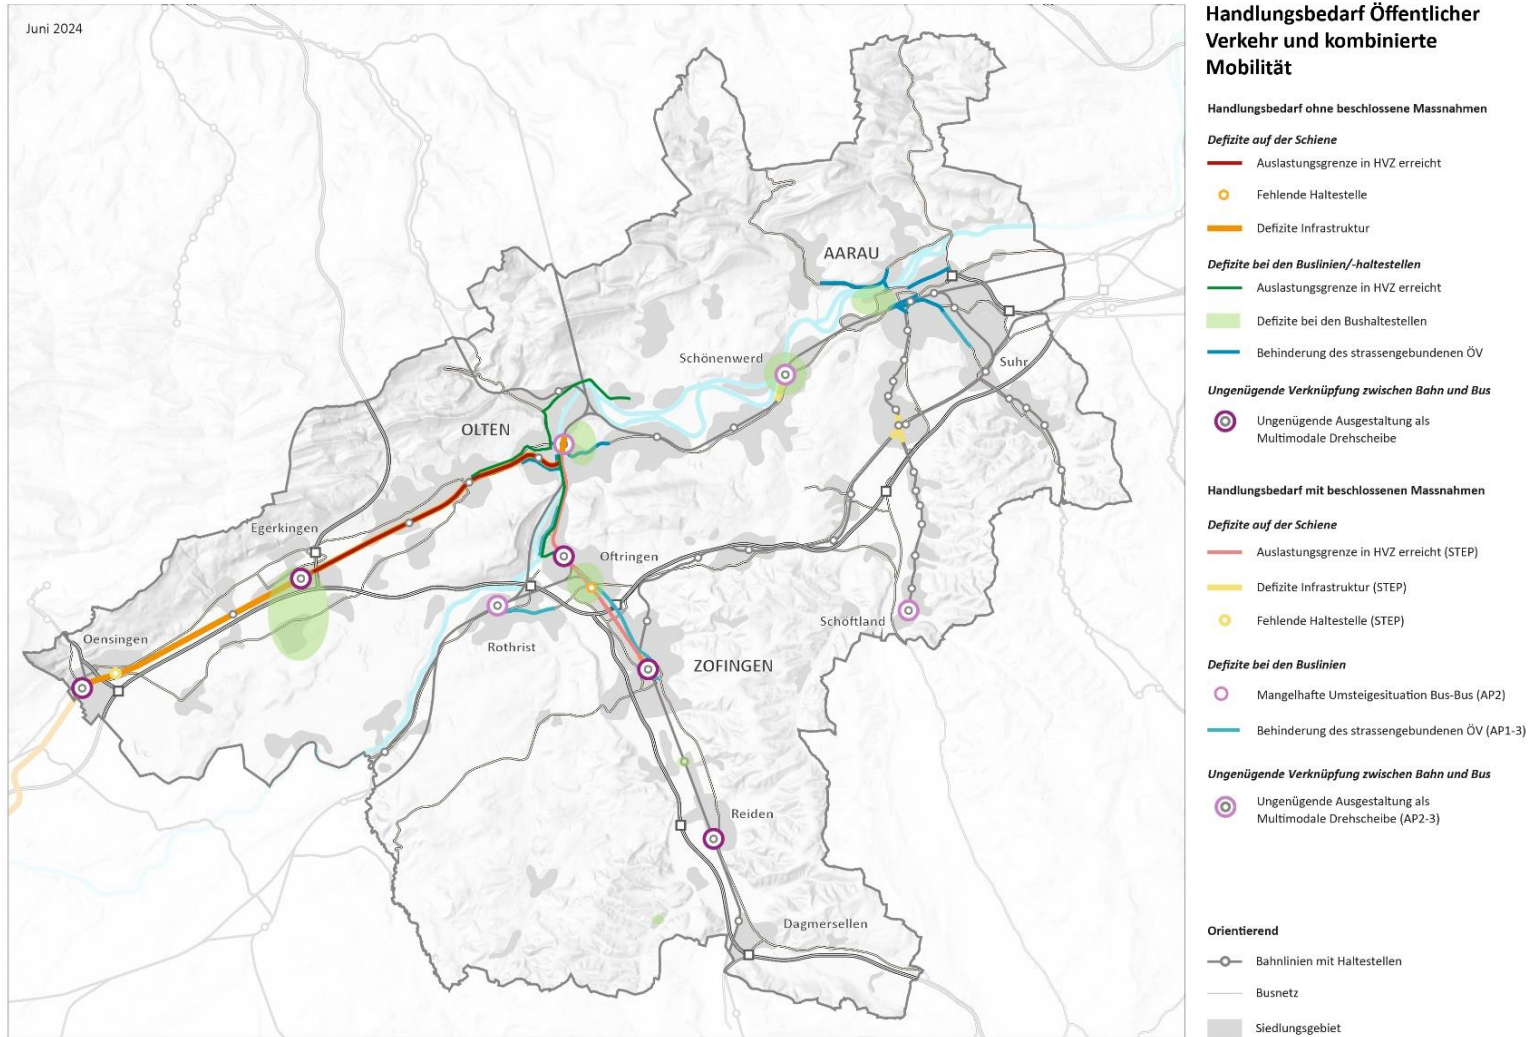 Juni 2024
AARAU
Schönenwerd
Suhr
OLTEN
Egerkingen
Oftringen
Oensingen
Rothrist
Schöftland
ZOFINGEN
Reiden
Dagmersellen
Handlungsbedarf Öffentlicher
Verkehr und kombinierte
Mobilität
Handlungsbedarf ohne beschlossene Massnahmen
Defizite auf der Schiene
Auslastungsgrenze in HVZ erreicht
Fehlende Haltestelle
Defizite Infrastruktur
Defizite bei den Buslinien/-haltestellen
Auslastungsgrenze in HVZ erreicht
Defizite bei den Bushaltestellen
Behinderung des strassengebundenen ÖV
Ungenügende Verknüpfung zwischen Bahn und Bus
Ungenügende Ausgestaltung als
Multimodale Drehscheibe
Handlungsbedarf mit beschlossenen Massnahmen
Defizite auf der Schiene
Auslastungsgrenze in HVZ erreicht (STEP)
Defizite Infrastruktur (STEP)
Fehlende Haltestelle (STEP)
Defizite bei den Buslinien
Mangelhafte Umsteigesituation Bus-Bus (AP2)
Behinderung des strassengebundenen ÖV (AP1-3)
Ungenügende Verknüpfung zwischen Bahn und Bus
Ungenügende Ausgestaltung als
Multimodale Drehscheibe (AP2-3)
Orientierend
Bahnlinien mit Haltestellen
Busnetz
Siedlungsgebiet